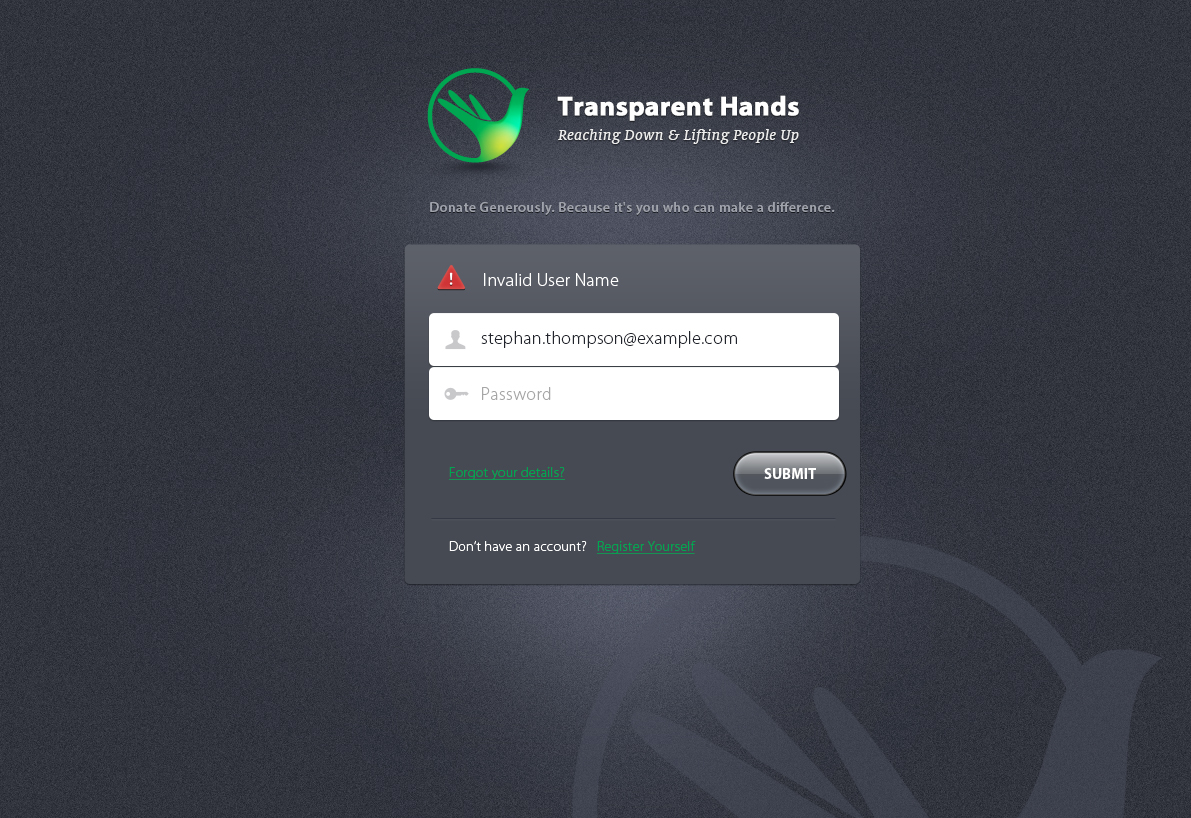 Transparent Hands
Reaching Down & Lifting People Up
Donate Generously. Because it's you who can make a difference.
Invalid User Name
stephan.thompson@example.com
Password
Forgot your details?
SUBMIT
Don't have an account? Register Yourself